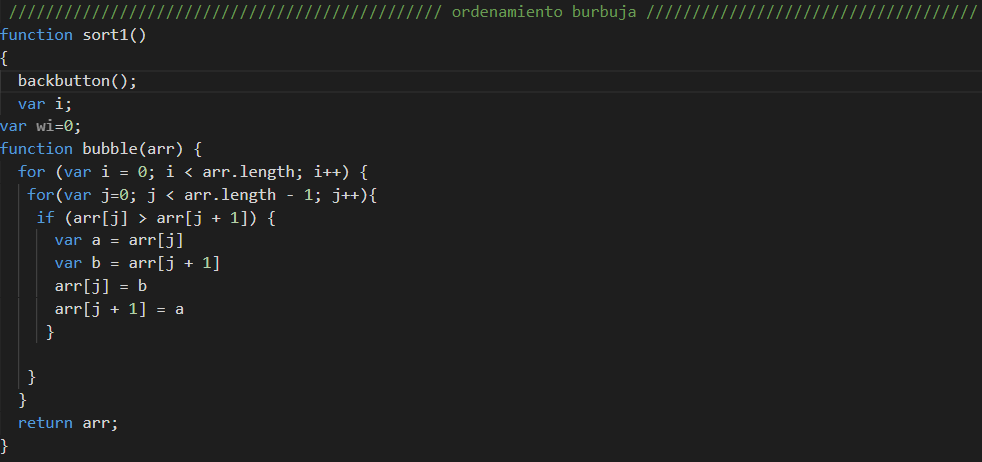 //////////////////////////////////////////////// ordenamiento burbuja /////////////////////////////////////
function sort1()
{
  backbutton();
  var i;
var wi=0;
function bubble(arr) {
  for (var i = 0; i < arr.length; i++) {
   for(var j=0; j < arr.length - 1; j++){
    if (arr[j] > arr[j + 1]) {
      var a = arr[j]
      var b = arr[j + 1]
      arr[j] = b
      arr[j + 1] = a
     }

   }
  }
  return arr;
}